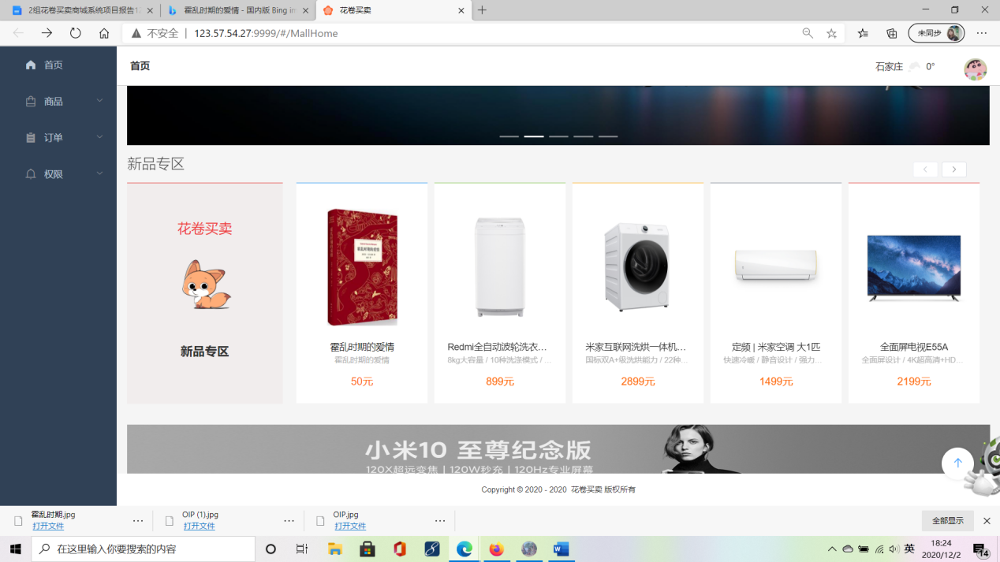 2组花卷买卖商城系统项目报告1
霍乱时期的爱情 - 国内版 Bing in
花卷买卖
不安全 | 123.57.54.27:9999/#/MallHome
未同步
首页
商品
订单
权限
首页
石家庄 0°
新品专区
花卷买卖
新品专区
霍乱时期的爱情
霍乱时期的爱情
霍乱时期的爱情
50元
Redmi全自动波轮洗衣…
8kg大容量 / 10种洗涤模式 / …
899元
米家互联网洗烘一体机…
国标双A+级洗烘能力 / 22种…
2899元
定频 | 米家空调 大1匹
快速冷暖 / 静音设计 / 强力…
1499元
全面屏电视E55A
全面屏设计 / 4K超高清+HD…
2199元
小米10 至尊纪念版
120X超远变焦 | 120W秒充 | 120Hz专业屏幕
Copyright © 2020 - 2020 花卷买卖 版权所有
霍乱时期.jpg
打开文件
OIP (1).jpg
打开文件
OIP.jpg
打开文件
全部显示
在这里输入你要搜索的内容
英
18:24
2020/12/2
14